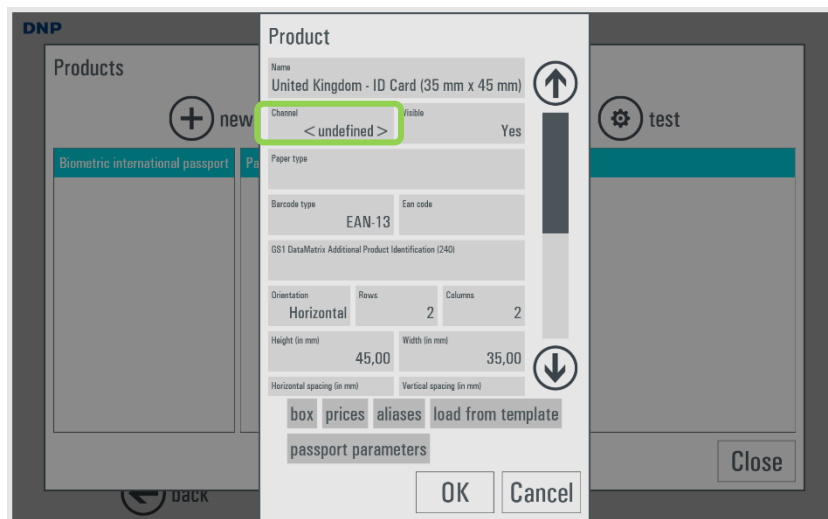 DNP
Products
new
test
Biometric international passport
Pa
back
Close
Product
Name
United Kingdom - ID Card (35 mm x 45 mm)
Channel
Visible
< undefined >
Yes
Paper type
Barcode type
Ean code
EAN-13
GS1 DataMatrix Additional Product Identification (240)
Orientation
Rows
Columns
Horizontal
2
2
Height (in mm)
Width (in mm)
45,00
35,00
Horizontal spacing (in mm)
Vertical spacing (in mm)
box prices aliases load from template
passport parameters
OK
Cancel